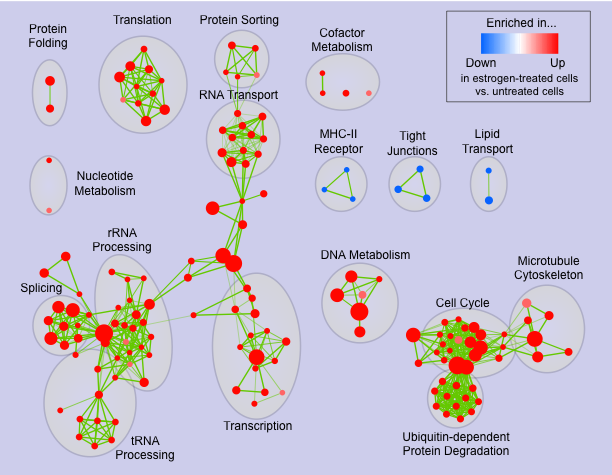 Protein
Folding
Translation
Protein Sorting
Cofactor
Metabolism
Enriched in...
Down
Up
in estrogen-treated cells
vs. untreated cells
RNA Transport
MHC-II
Receptor
Tight
Junctions
Lipid
Transport
Nucleotide
Metabolism
rRNA
Processing
DNA Metabolism
Microtubule
Cytoskeleton
Splicing
Cell Cycle
Transcription
tRNA
Processing
Ubiquitin-dependent
Protein Degradation